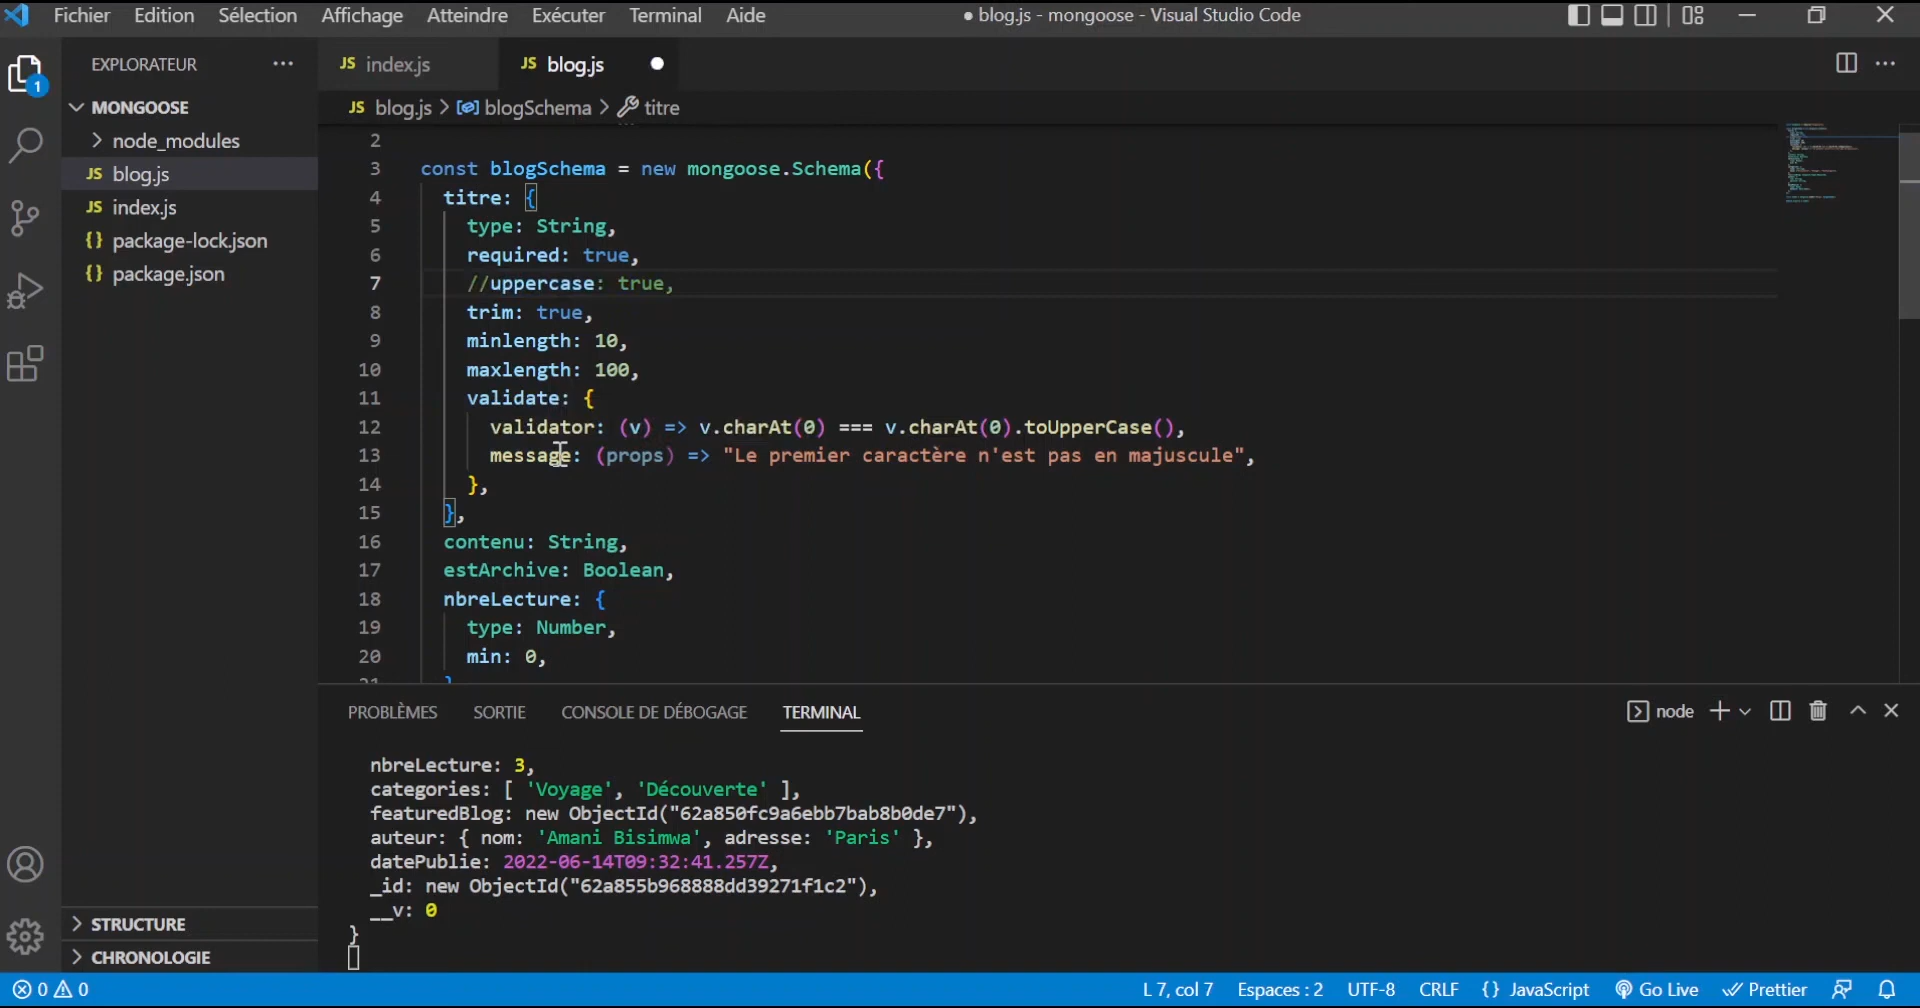 Fichier Edition Sélection Affichage Atteindre Exécuter Terminal Aide ● blog.js - mongoose - Visual Studio Code
EXPLORATEUR ···
1
MONGOOSE
node_modules
JS blog.js
JS index.js
{} package-lock.json
{} package.json
STRUCTURE
CHRONOLOGIE
JS index.js JS blog.js ●
JS blog.js > blogSchema > titre
2
3 const blogSchema = new mongoose.Schema({
4 titre: {
5 type: String,
6 required: true,
7 //uppercase: true,
8 trim: true,
9 minlength: 10,
10 maxlength: 100,
11 validate: {
12 validator: (v) => v.charAt(0) === v.charAt(0).toUpperCase(),
13 message: (props) => "Le premier caractère n'est pas en majuscule",
14 },
15 },
16 contenu: String,
17 estArchive: Boolean,
18 nbreLecture: {
19 type: Number,
20 min: 0,
21 }
PROBLÈMES SORTIE CONSOLE DE DÉBOGAGE TERMINAL node
nbreLecture: 3,
categories: [ 'Voyage', 'Découverte' ],
featuredBlog: new ObjectId("62a850fc9a6ebb7bab8b0de7"),
auteur: { nom: 'Amani Bisimwa', adresse: 'Paris' },
datePublie: 2022-06-14T09:32:41.257Z,
_id: new ObjectId("62a855b968888dd39271f1c2"),
__v: 0
}
0 0 L 7, col 7 Espaces : 2 UTF-8 CRLF {} JavaScript Go Live Prettier